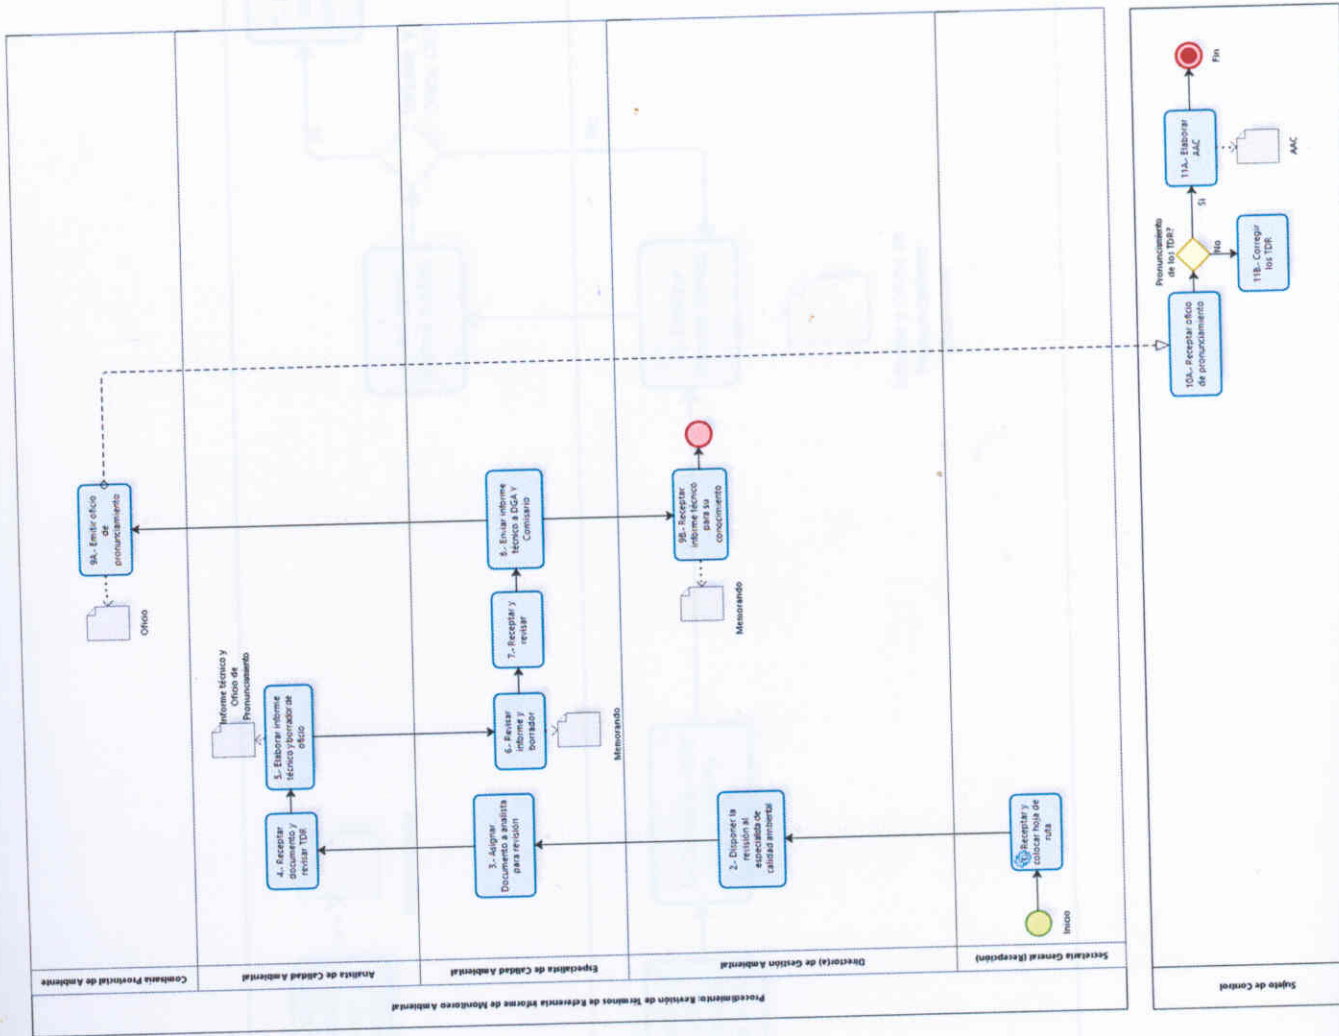 Procedimiento: Revisión de Términos de Referencia Informe de Monitoreo Ambiental
Comisaria Provincial de Ambiente
9A.- Emitir oficio
de
pronunciamiento
Oficio
Analista de Calidad Ambiental
4.- Receptar
documento y
revisar TDR
5.- Elaborar informe
técnico y borrador de
oficio
Informe técnico y
Oficio de
Pronunciamiento
Especialista de Calidad Ambiental
3.- Asignar
Documento a analista
para revisión
6.- Revisar
informe y
borrador
Memorando
7.- Receptar y
revisar
8.- Enviar informe
técnico a DGA Y
Comisario
Director(a) de Gestión Ambiental
2.- Disponer la
revisión al
especialista de
calidad ambiental
9B.- Receptar
informe técnico
para su
conocimiento
Memorando
Secretaria General (Recepción)
Inicio
Receptar y
colocar hoja de
ruta
Sujeto de Control
10A.- Receptar oficio
de pronunciamiento
Pronunciamiento
de los TDR?
Si
No
11A.- Elaborar
AAC
AAC
11B.- Corregir
los TDR
Fin